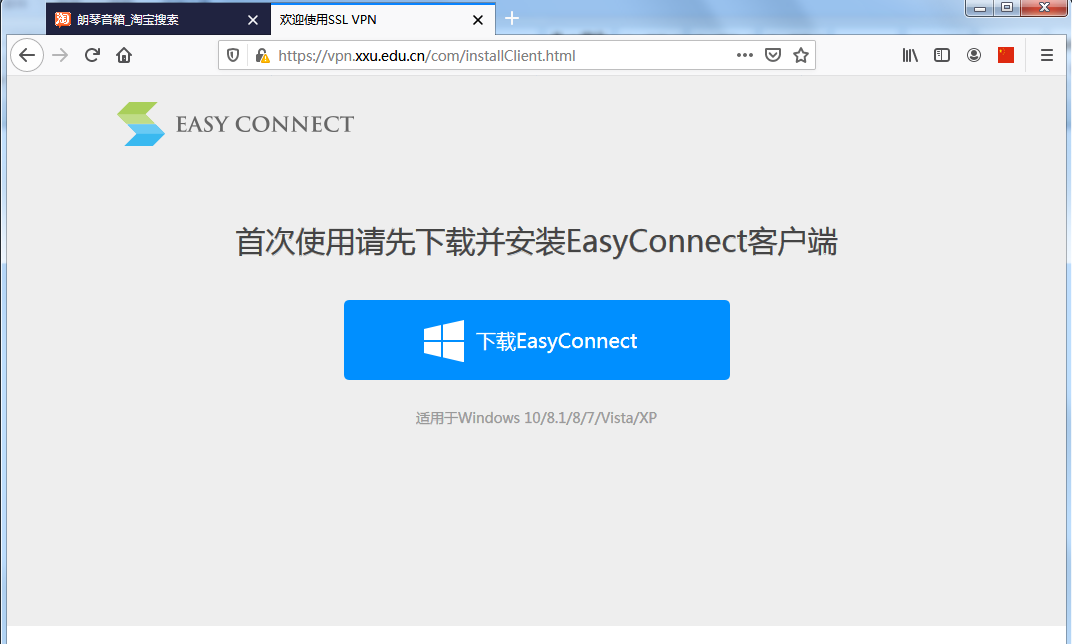 淘 朗琴音箱_淘宝搜索
欢迎使用SSL VPN
https://vpn.xxu.edu.cn/com/installClient.html
EASY CONNECT
首次使用请先下载并安装EasyConnect客户端
下载EasyConnect
适用于Windows 10/8.1/8/7/Vista/XP